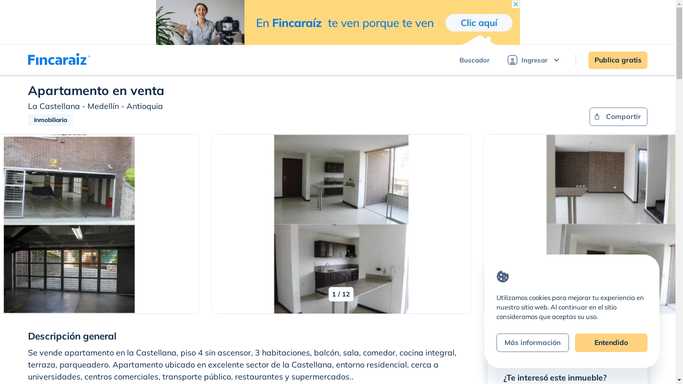 En Fincaraíz te ven porque te ven
Clic aquí
Fincaraiz
Buscador
Ingresar
Publica gratis
Apartamento en venta
La Castellana - Medellín - Antioquia
Inmobiliaria
Compartir
1 / 12
Utilizamos cookies para mejorar tu experiencia en
nuestro sitio web. Al continuar en el sitio
consideramos que aceptas su uso.
Más información
Entendido
Descripción general
Se vende apartamento en la Castellana, piso 4 sin ascensor, 3 habitaciones, balcón, sala, comedor, cocina integral,
terraza, parqueadero. Apartamento ubicado en excelente sector de la Castellana, entorno residencial, cerca a
universidades, centros comerciales, transporte público, restaurantes y supermercados..
¿Te interesó este inmueble?